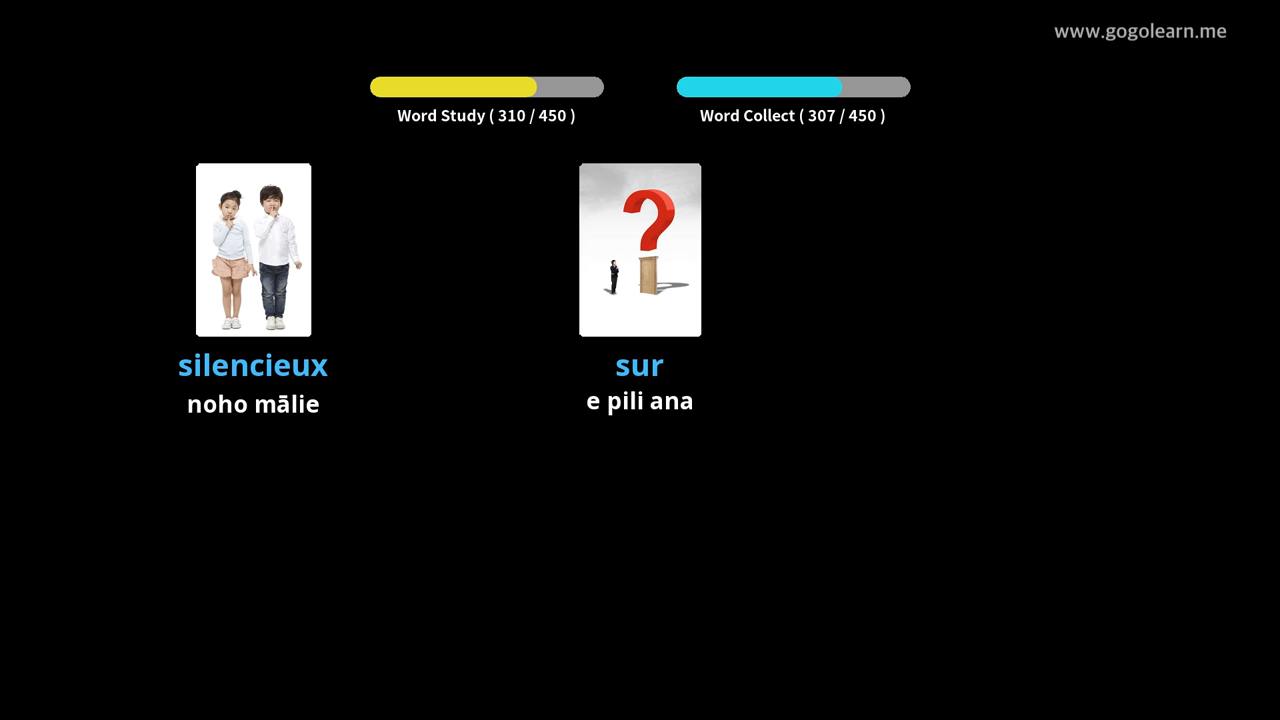 www.gogolearn.me
Word Study ( 310 / 450 )
Word Collect ( 307 / 450 )
silencieux
noho mālie
sur
e pili ana